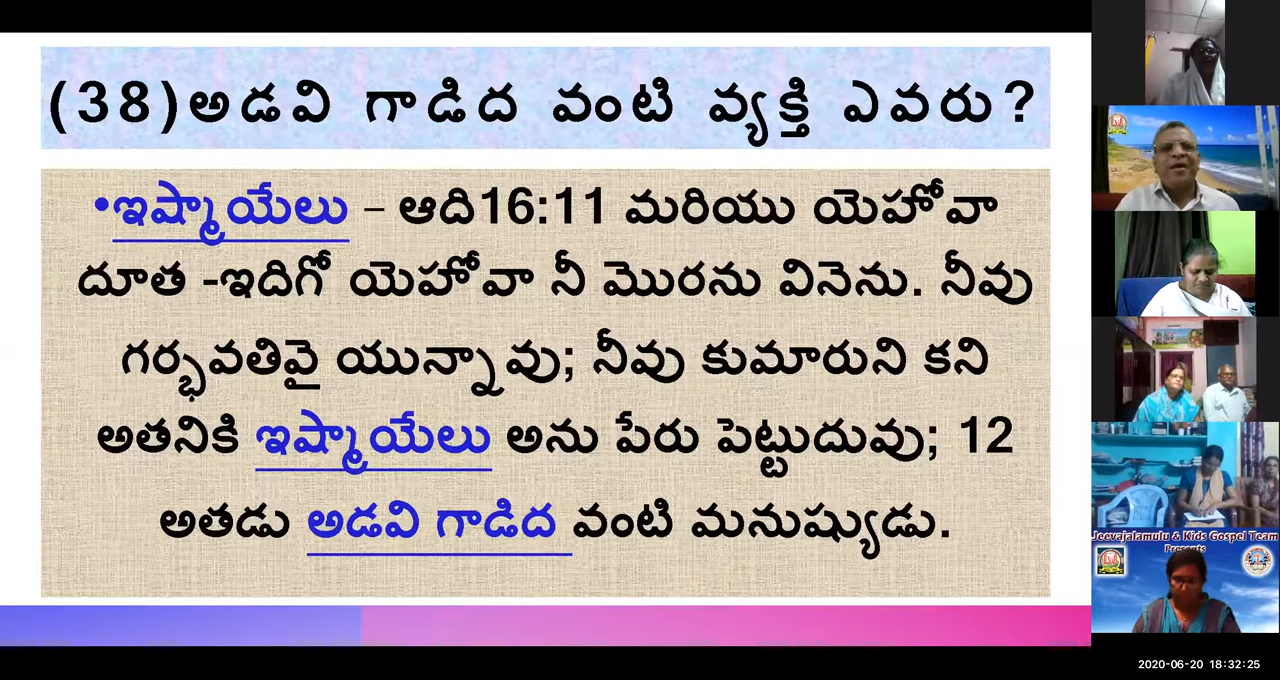 (38)అడవి గాడిద వంటి వ్యక్తి ఎవరు?
•ఇష్మాయేలు – ఆది16:11 మరియు యెహోవా
దూత -ఇదిగో యెహోవా నీ మొరను వినెను. నీవు
గర్భవతివై యున్నావు; నీవు కుమారుని కని
అతనికి ఇష్మాయేలు అను పేరు పెట్టుదువు; 12
అతడు అడవి గాడిద వంటి మనుష్యుడు.
Jeevajalamulu & Kids Gospel Team
Presents
2020-06-20 18:32:25